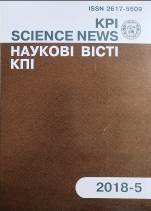 ISSN 2617-5509
KPI
SCIENCE NEWS
НАУКОВІ ВІСТІ
КПІ
2018-5